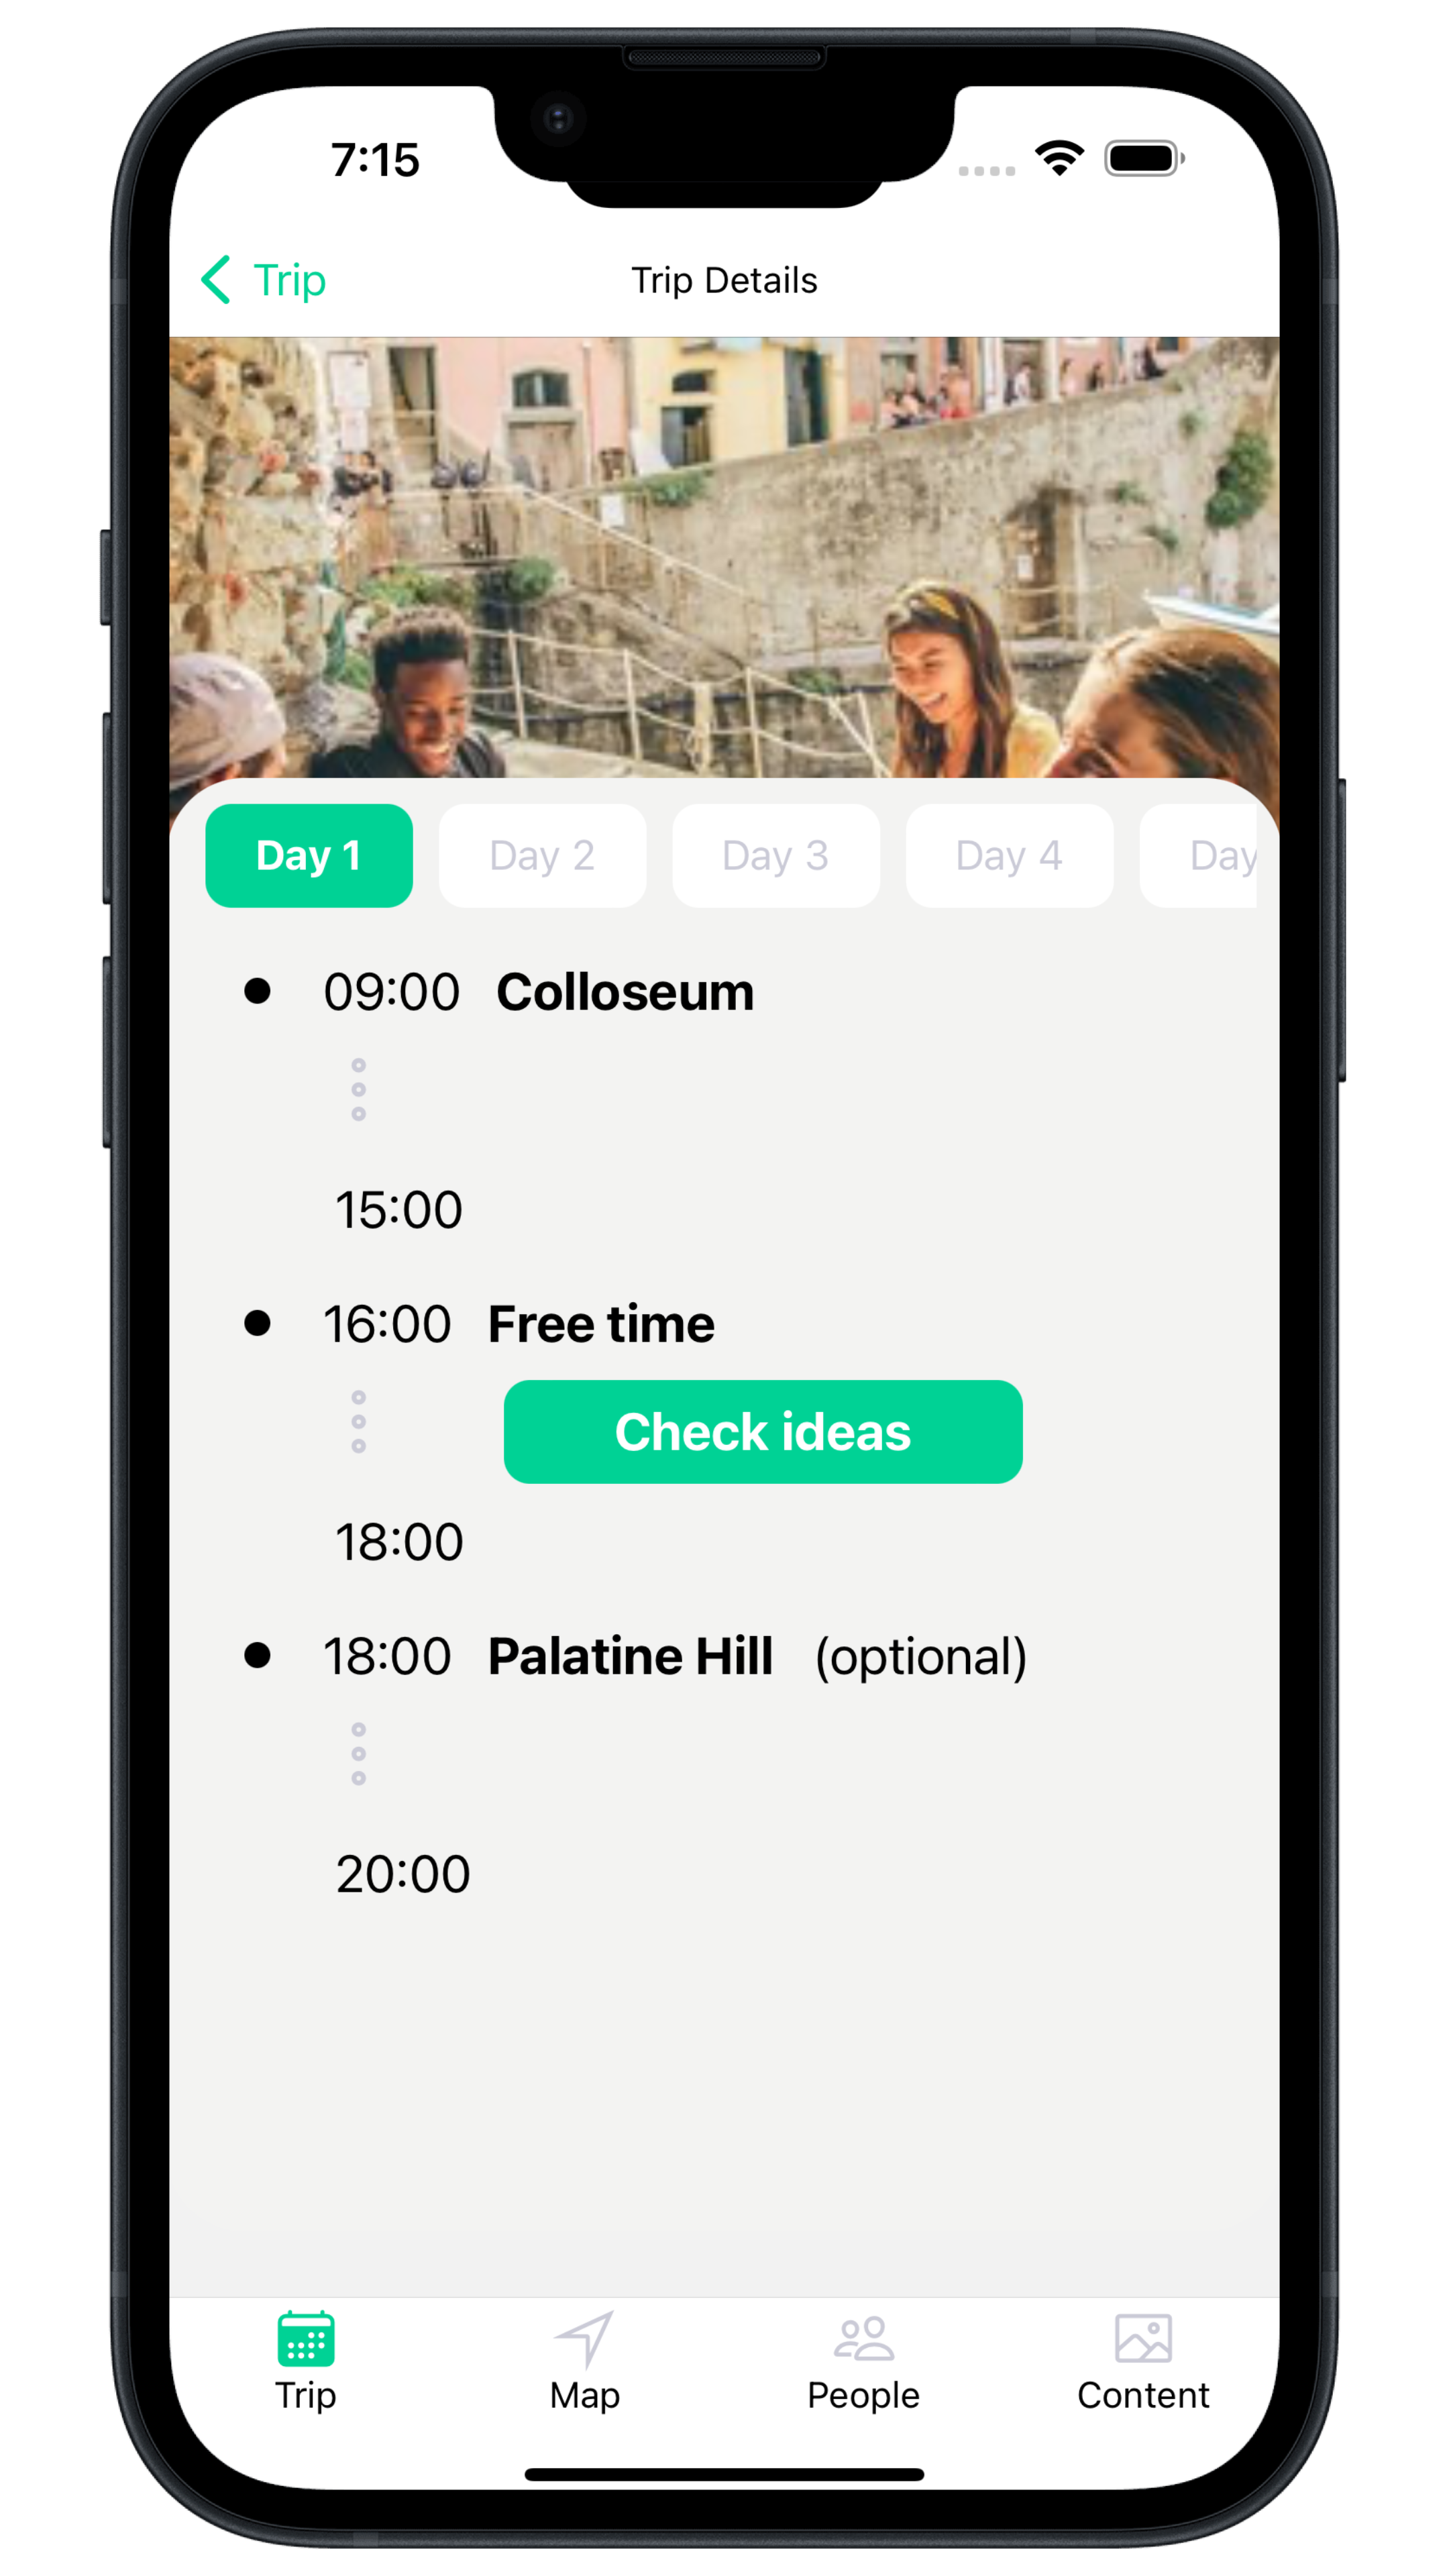 7:15
Trip
Trip Details
Day 1 Day 2 Day 3 Day 4 Day
09:00 Colloseum
15:00
16:00 Free time
Check ideas
18:00
18:00 Palatine Hill (optional)
20:00
Trip Map People Content